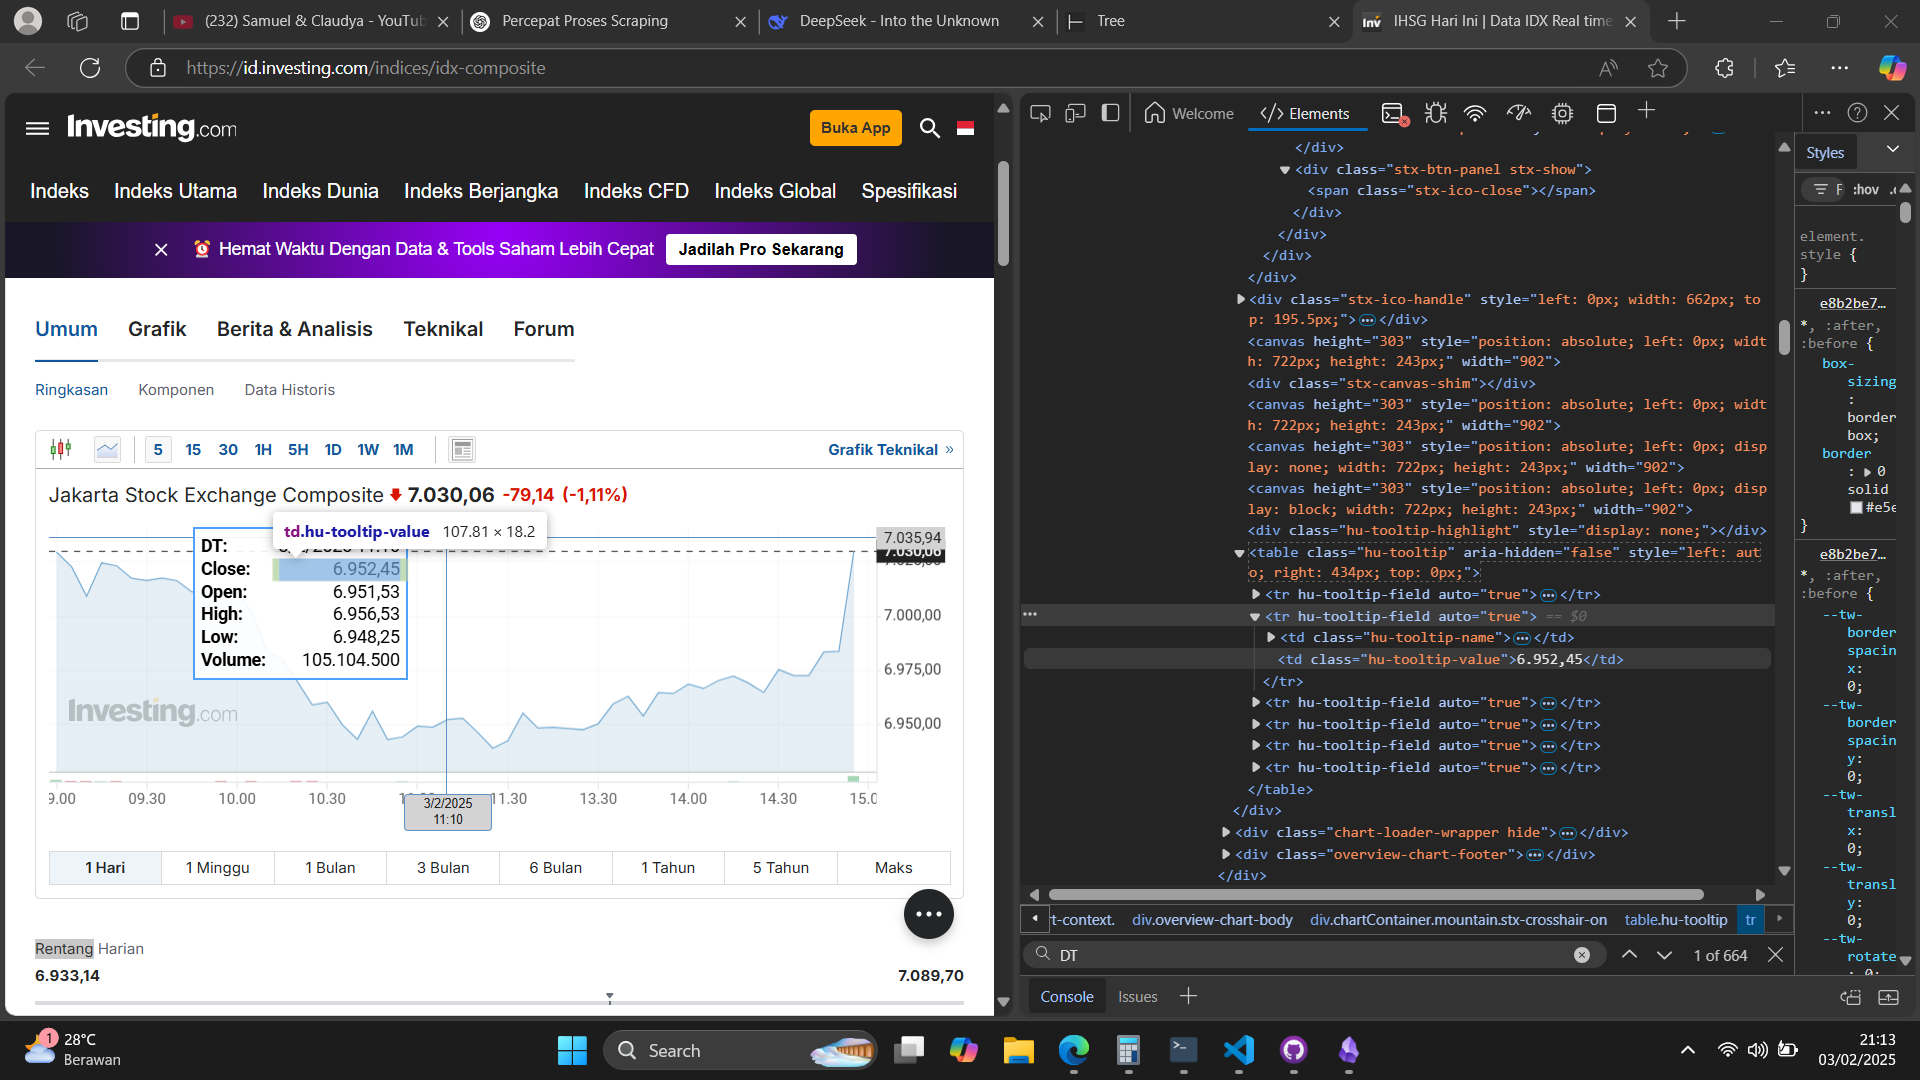 (232) Samuel & Claudya - YouTub
Percepat Proses Scraping
DeepSeek - Into the Unknown
Tree
IHSG Hari Ini | Data IDX Real time
https://id.investing.com/indices/idx-composite
Investing.com
Buka App
Indeks
Indeks Utama
Indeks Dunia
Indeks Berjangka
Indeks CFD
Indeks Global
Spesifikasi
Hemat Waktu Dengan Data & Tools Saham Lebih Cepat
Jadilah Pro Sekarang
Umum
Grafik
Berita & Analisis
Teknikal
Forum
Ringkasan
Komponen
Data Historis
5
15
30
1H
5H
1D
1W
1M
Grafik Teknikal »
Jakarta Stock Exchange Composite 7.030,06 -79,14 (-1,11%)
td.hu-tooltip-value 107.81 × 18.2
DT:
Close: 6.952,45
Open: 6.951,53
High: 6.956,53
Low: 6.948,25
Volume: 105.104.500
7.035,94
7.030,06
7.000,00
6.975,00
6.950,00
Investing.com
9.00
09.30
10.00
10.30
11.30
13.30
14.00
14.30
15.0
3/2/2025
11:10
1 Hari
1 Minggu
1 Bulan
3 Bulan
6 Bulan
1 Tahun
5 Tahun
Maks
Rentang Harian
6.933,14
7.089,70
Welcome
Elements
</div>
<div class="stx-btn-panel stx-show">
<span class="stx-ico-close"></span>
</div>
</div>
</div>
</div>
<div class="stx-ico-handle" style="left: 0px; width: 662px; to
p: 195.5px;"></div>
<canvas height="303" style="position: absolute; left: 0px; widt
h: 722px; height: 243px;" width="902">
<div class="stx-canvas-shim"></div>
<canvas height="303" style="position: absolute; left: 0px; widt
h: 722px; height: 243px;" width="902">
<canvas height="303" style="position: absolute; left: 0px; disp
lay: none; width: 722px; height: 243px;" width="902">
<canvas height="303" style="position: absolute; left: 0px; disp
lay: block; width: 722px; height: 243px;" width="902">
<div class="hu-tooltip-highlight" style="display: none;"></div>
<table class="hu-tooltip" aria-hidden="false" style="left: aut
o; right: 434px; top: 0px;">
<tr hu-tooltip-field auto="true"></tr>
<tr hu-tooltip-field auto="true"> == $0
<td class="hu-tooltip-name"></td>
<td class="hu-tooltip-value">6.952,45</td>
</tr>
<tr hu-tooltip-field auto="true"></tr>
<tr hu-tooltip-field auto="true"></tr>
<tr hu-tooltip-field auto="true"></tr>
<tr hu-tooltip-field auto="true"></tr>
</table>
</div>
<div class="chart-loader-wrapper hide"></div>
<div class="overview-chart-footer"></div>
</div>
t-context.
div.overview-chart-body
div.chartContainer.mountain.stx-crosshair-on
table.hu-tooltip
tr
DT
1 of 664
Console
Issues
Styles
F
:hov
.c
element.
style {
}
e8b2be7…
*, :after,
:before {
box-
sizing
:
border
box;
border
: 0
solid
#e5e
}
e8b2be7…
*, :after,
:before {
--tw-
border
spacin
x:
0;
--tw-
border
spacin
y:
0;
--tw-
transl
x:
0;
--tw-
transl
y:
0;
--tw-
rotate
: 0;
1
28°C
Berawan
Search
21:13
03/02/2025